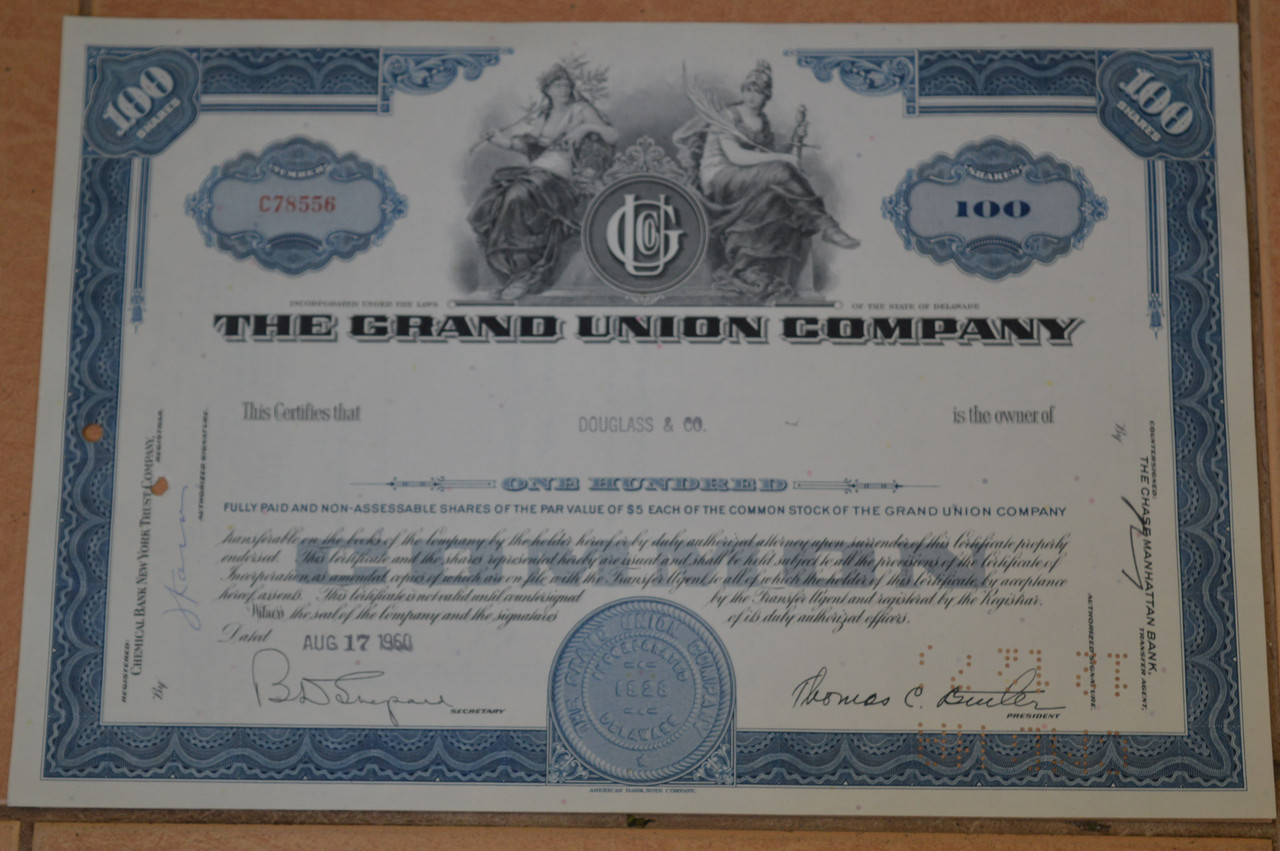 100 SHARES
100 SHARES
NUMBER
C78556
SHARES
100
GUCO
INCORPORATED UNDER THE LAWS OF THE STATE OF DELAWARE
THE GRAND UNION COMPANY
This Certifies that DOUGLASS & CO. is the owner of
ONE HUNDRED
FULLY PAID AND NON-ASSESSABLE SHARES OF THE PAR VALUE OF $5 EACH OF THE COMMON STOCK OF THE GRAND UNION COMPANY
COMMON
transferable on the books of the Company by the holder hereof or by duly authorized attorney upon surrender of this Certificate properly
endorsed. This Certificate and the shares represented hereby are issued and shall be held subject to all the provisions of the Certificate of
Incorporation, as amended, copies of which are on file with the Transfer Agent, to all of which the holder of this Certificate, by acceptance
hereof, assents. This Certificate is not valid until countersigned by the Transfer Agent and registered by the Registrar.
Witness the seal of the Company and the signatures of its duly authorized officers.
Dated AUG 17 1960
B D Shepard
SECRETARY
THE GRAND UNION COMPANY
INCORPORATED
1928
DELAWARE
Thomas C. Butler
PRESIDENT
AMERICAN BANK NOTE COMPANY.
REGISTERED:
CHEMICAL BANK NEW YORK TRUST COMPANY,
REGISTRAR
By
AUTHORIZED SIGNATURE.
COUNTERSIGNED:
THE CHASE MANHATTAN BANK,
TRANSFER AGENT,
By
AUTHORIZED SIGNATURE.